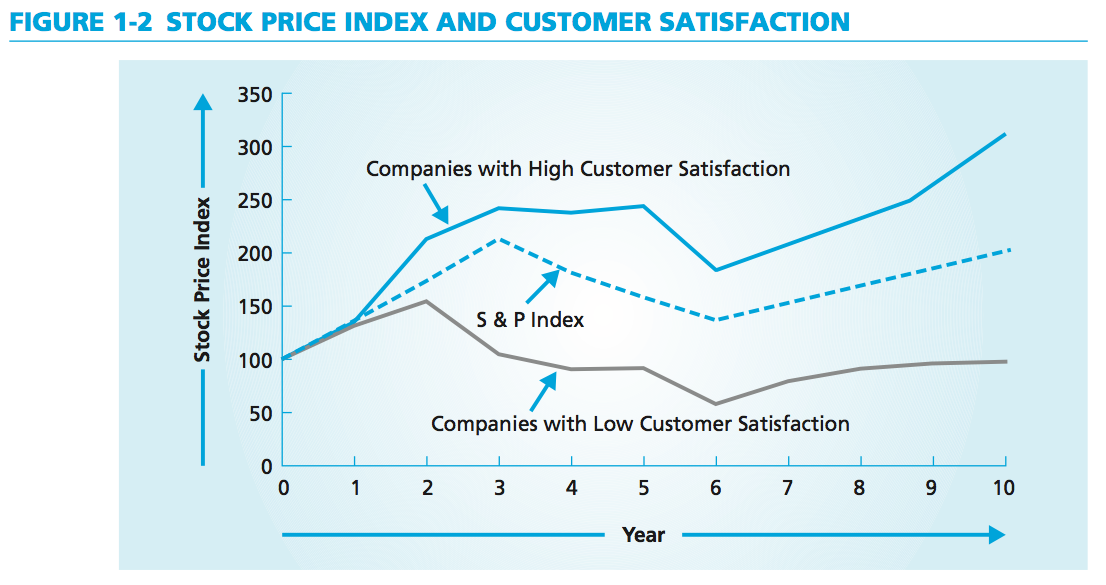 FIGURE 1-2 STOCK PRICE INDEX AND CUSTOMER SATISFACTION
350
300
250
200
150
100
50
0
Stock Price Index
Companies with High Customer Satisfaction
S & P Index
Companies with Low Customer Satisfaction
0 1 2 3 4 5 6 7 8 9 10
Year